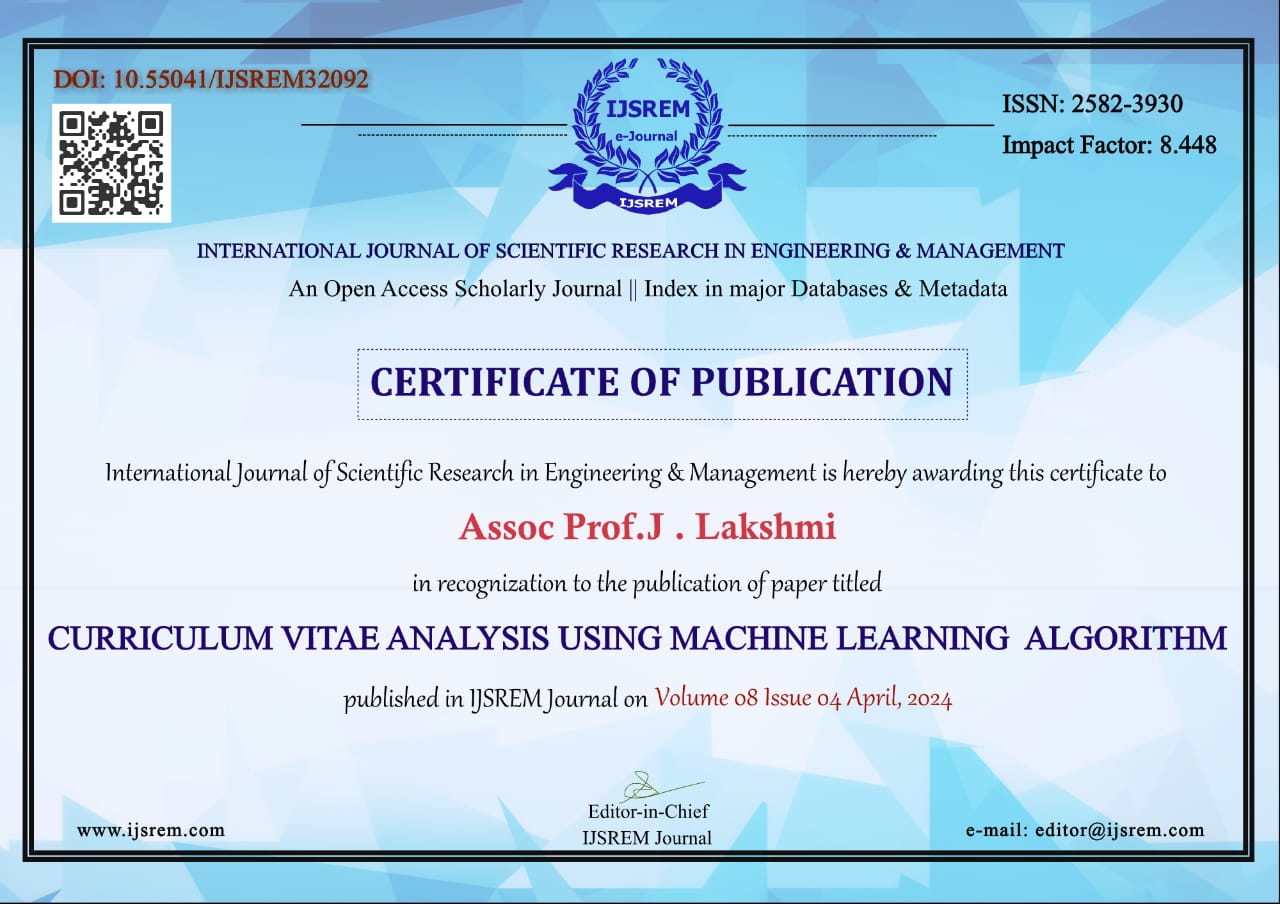 DOI: 10.55041/IJSREM32092
IJSREM
e-Journal
IJSREM
ISSN: 2582-3930
Impact Factor: 8.448
INTERNATIONAL JOURNAL OF SCIENTIFIC RESEARCH IN ENGINEERING & MANAGEMENT
An Open Access Scholarly Journal || Index in major Databases & Metadata
CERTIFICATE OF PUBLICATION
International Journal of Scientific Research in Engineering & Management is hereby awarding this certificate to
Assoc Prof.J . Lakshmi
in recognization to the publication of paper titled
CURRICULUM VITAE ANALYSIS USING MACHINE LEARNING ALGORITHM
published in IJSREM Journal on Volume 08 Issue 04 April, 2024
Editor-in-Chief
IJSREM Journal
www.ijsrem.com
e-mail: editor@ijsrem.com